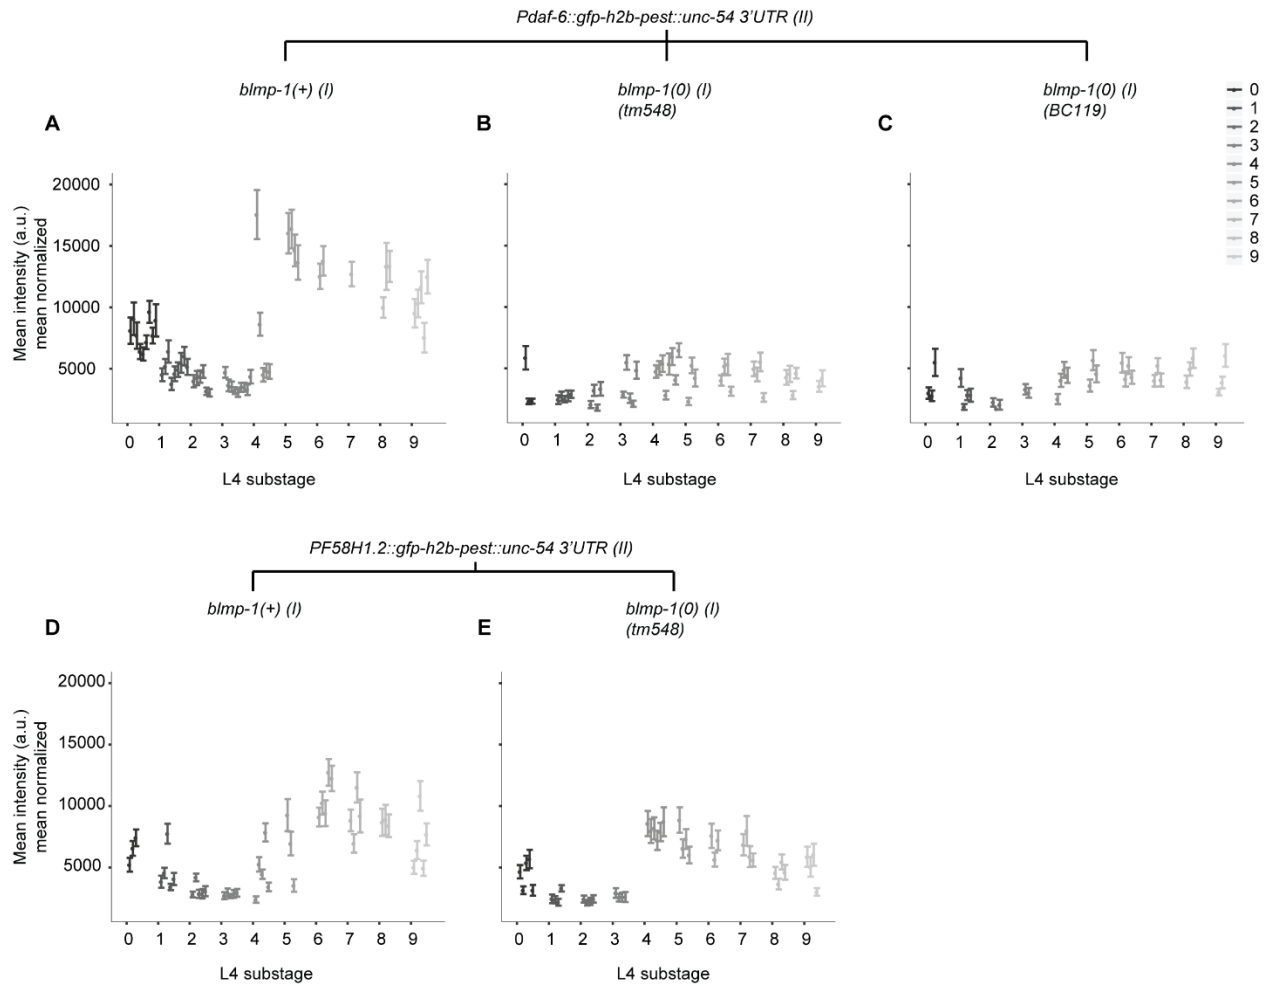 Pdaf-6::gfp-h2b-pest::unc-54 3'UTR (II)
blmp-1(+) (I)
blmp-1(0) (I)
(tm548)
blmp-1(0) (I)
(BC119)
A
B
C
0
1
2
3
4
5
6
7
8
9
Mean intensity (a.u.)
mean normalized
20000
15000
10000
5000
0 1 2 3 4 5 6 7 8 9
0 1 2 3 4 5 6 7 8 9
0 1 2 3 4 5 6 7 8 9
L4 substage
L4 substage
L4 substage
PF58H1.2::gfp-h2b-pest::unc-54 3'UTR (II)
blmp-1(+) (I)
blmp-1(0) (I)
(tm548)
D
E
Mean intensity (a.u.)
mean normalized
20000
15000
10000
5000
0 1 2 3 4 5 6 7 8 9
0 1 2 3 4 5 6 7 8 9
L4 substage
L4 substage